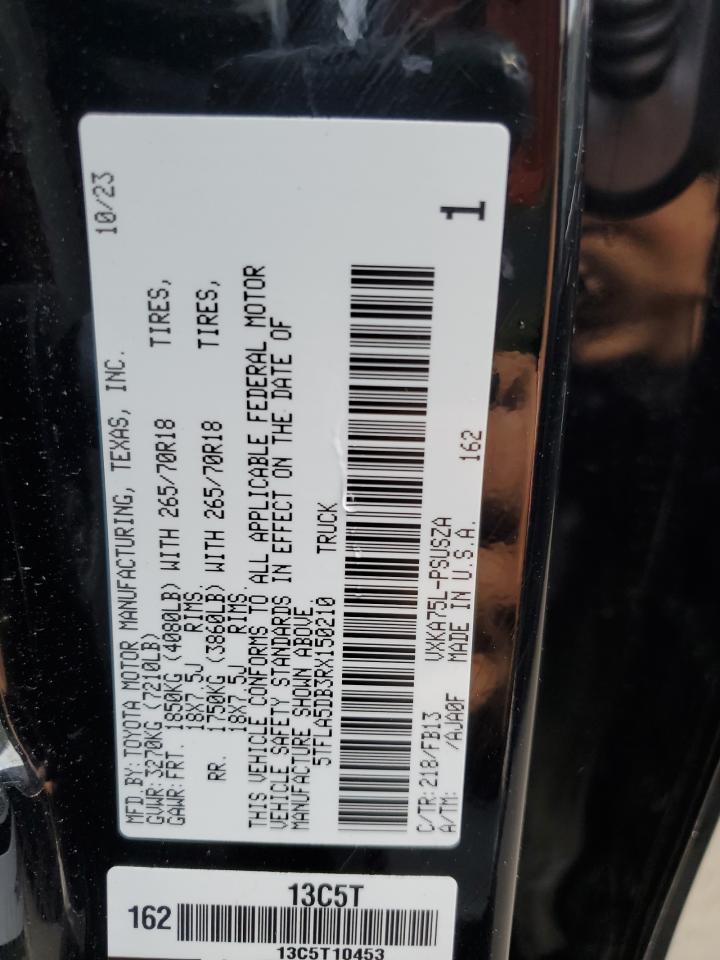 10/23
MFD.BY:TOYOTA MOTOR MANUFACTURING, TEXAS, INC.
GVWR:3270KG (7210LB)
GAWR:FRT. 1850KG (4080LB) WITH 265/70R18 TIRES,
18X7.5J RIMS
RR. 1750KG (3860LB) WITH 265/70R18 TIRES,
18X7.5J RIMS
THIS VEHICLE CONFORMS TO ALL APPLICABLE FEDERAL MOTOR
VEHICLE SAFETY STANDARDS IN EFFECT ON THE DATE OF
MANUFACTURE SHOWN ABOVE
5TFLA5DB3RX150210 TRUCK
1
C/TR:218/FB13 VXKA75L-PSUSZA
A/TM: /AJA0F MADE IN U.S.A. 162
13C5T
162
13C5T10453